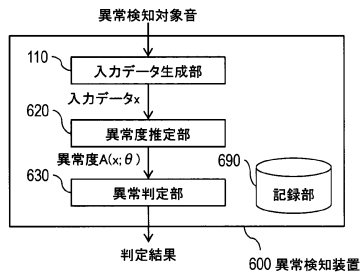 異常検知対象音
110
入力データ生成部
入力データx
620
異常度推定部
異常度A(x;θ)
630
異常判定部
690
記録部
判定結果
600 異常検知装置